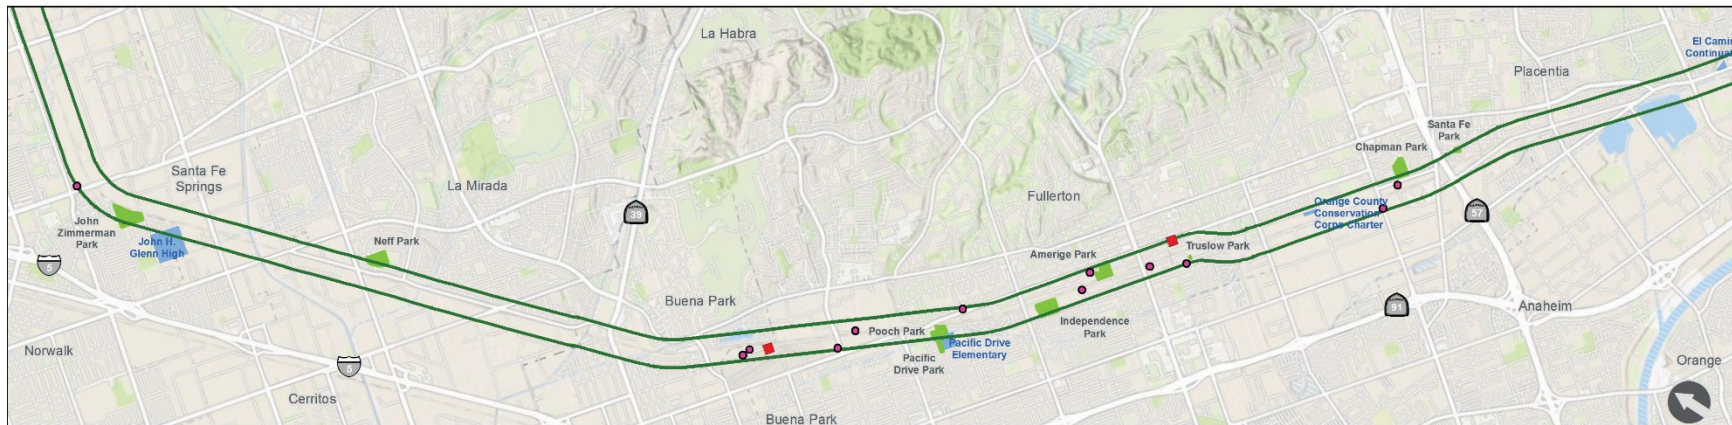 La Habra
El Camin
Continuat
Placentia
Santa Fe
Park
Chapman Park
Santa Fe
Springs
La Mirada
Fullerton
39
57
Orange County
Conservation
Corps Charter
John
Zimmerman
Park
John H.
Glenn High
Neff Park
Amerige Park
Truslow Park
5
Buena Park
91
Anaheim
Independence
Park
Pooch Park
Pacific Drive
Elementary
Pacific
Drive Park
Norwalk
5
Orange
Cerritos
Buena Park